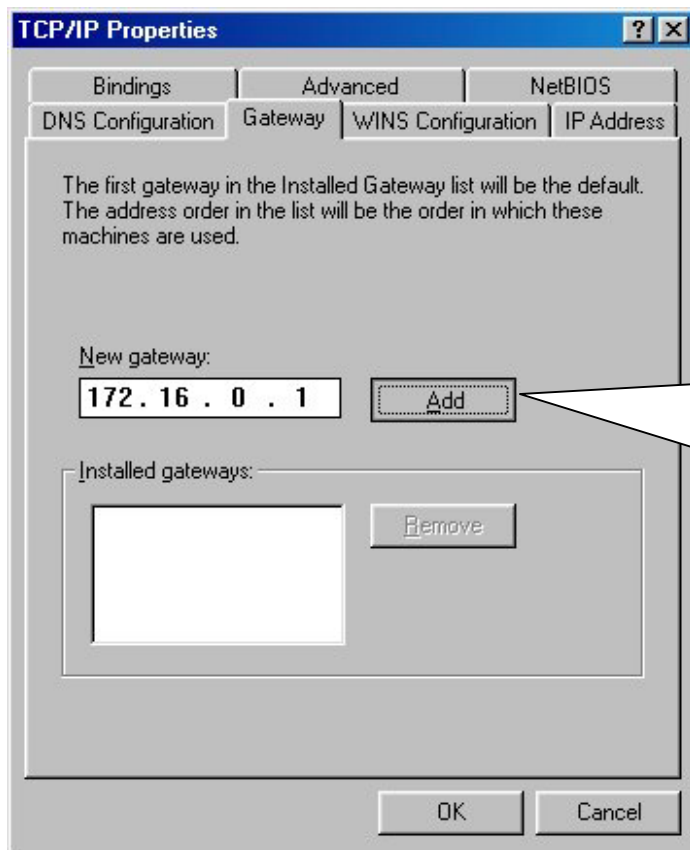 TCP/IP Properties
Bindings
Advanced
NetBIOS
DNS Configuration
Gateway
WINS Configuration
IP Address
The first gateway in the Installed Gateway list will be the default.
The address order in the list will be the order in which these
machines are used.
New gateway:
172. 16 . 0 . 1
Add
Installed gateways:
Remove
OK
Cancel